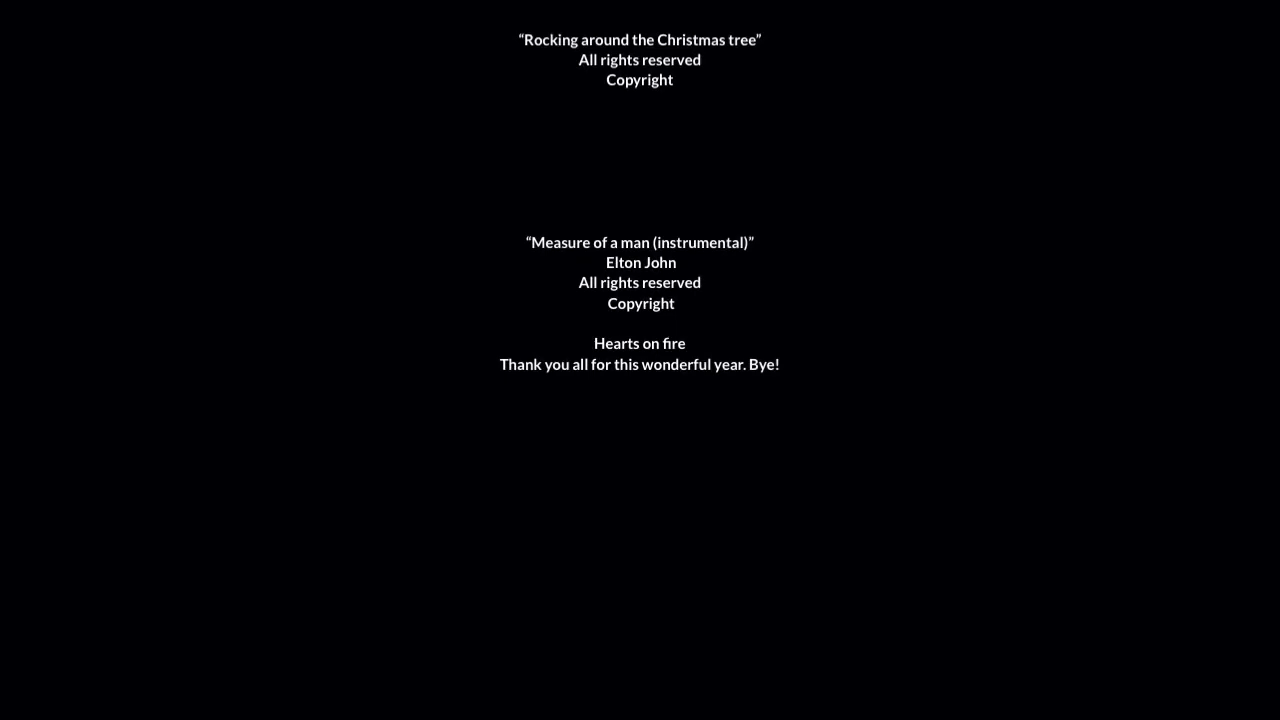 “Rocking around the Christmas tree”
All rights reserved
Copyright
“Measure of a man (instrumental)”
Elton John
All rights reserved
Copyright
Hearts on fire
Thank you all for this wonderful year. Bye!